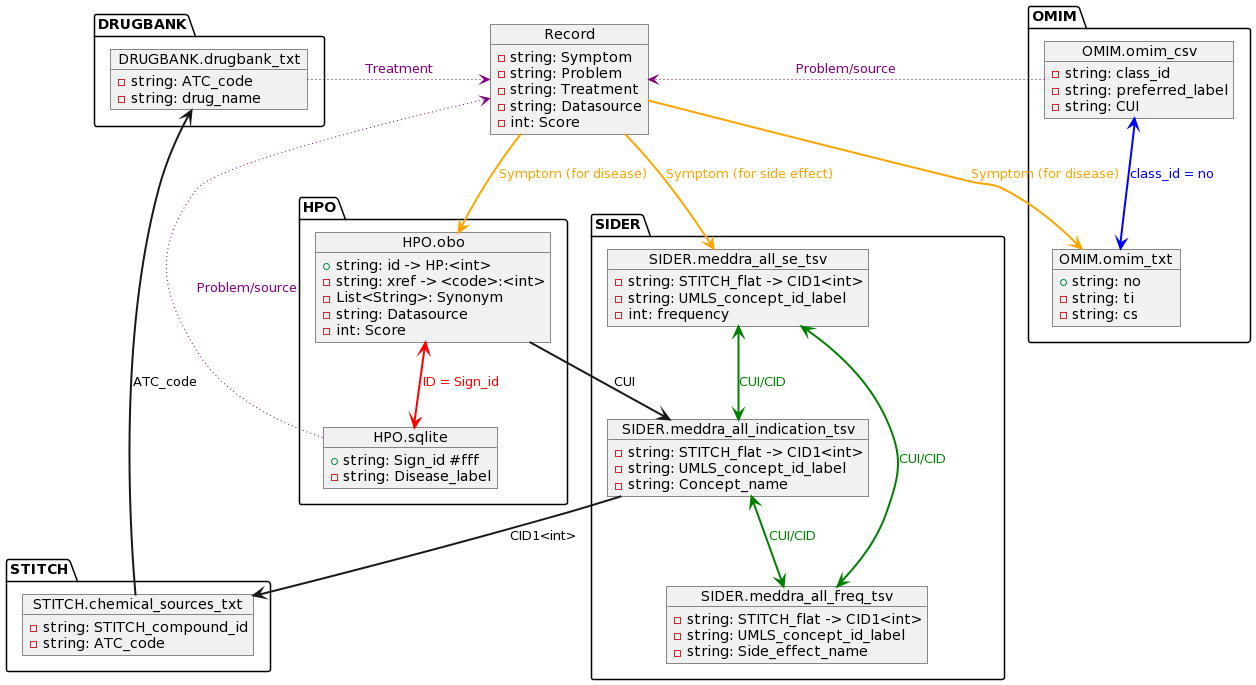 DRUGBANK
DRUGBANK.drugbank_txt
string: ATC_code
string: drug_name
Record
string: Symptom
string: Problem
string: Treatment
string: Datasource
int: Score
OMIM
OMIM.omim_csv
string: class_id
string: preferred_label
string: CUI
Treatment
Problem/source
Symptom (for disease)
Symptom (for side effect)
Symptom (for disease)
class_id = no
HPO
HPO.obo
string: id -> HP:<int>
string: xref -> <code>:<int>
List<String>: Synonym
string: Datasource
int: Score
Problem/source
SIDER
SIDER.meddra_all_se_tsv
string: STITCH_flat -> CID1<int>
string: UMLS_concept_id_label
int: frequency
OMIM.omim_txt
string: no
string: ti
string: cs
ATC_code
ID = Sign_id
CUI
CUI/CID
HPO.sqlite
string: Sign_id #fff
string: Disease_label
SIDER.meddra_all_indication_tsv
string: STITCH_flat -> CID1<int>
string: UMLS_concept_id_label
string: Concept_name
CUI/CID
CID1<int>
CUI/CID
STITCH
STITCH.chemical_sources_txt
string: STITCH_compound_id
string: ATC_code
SIDER.meddra_all_freq_tsv
string: STITCH_flat -> CID1<int>
string: UMLS_concept_id_label
string: Side_effect_name